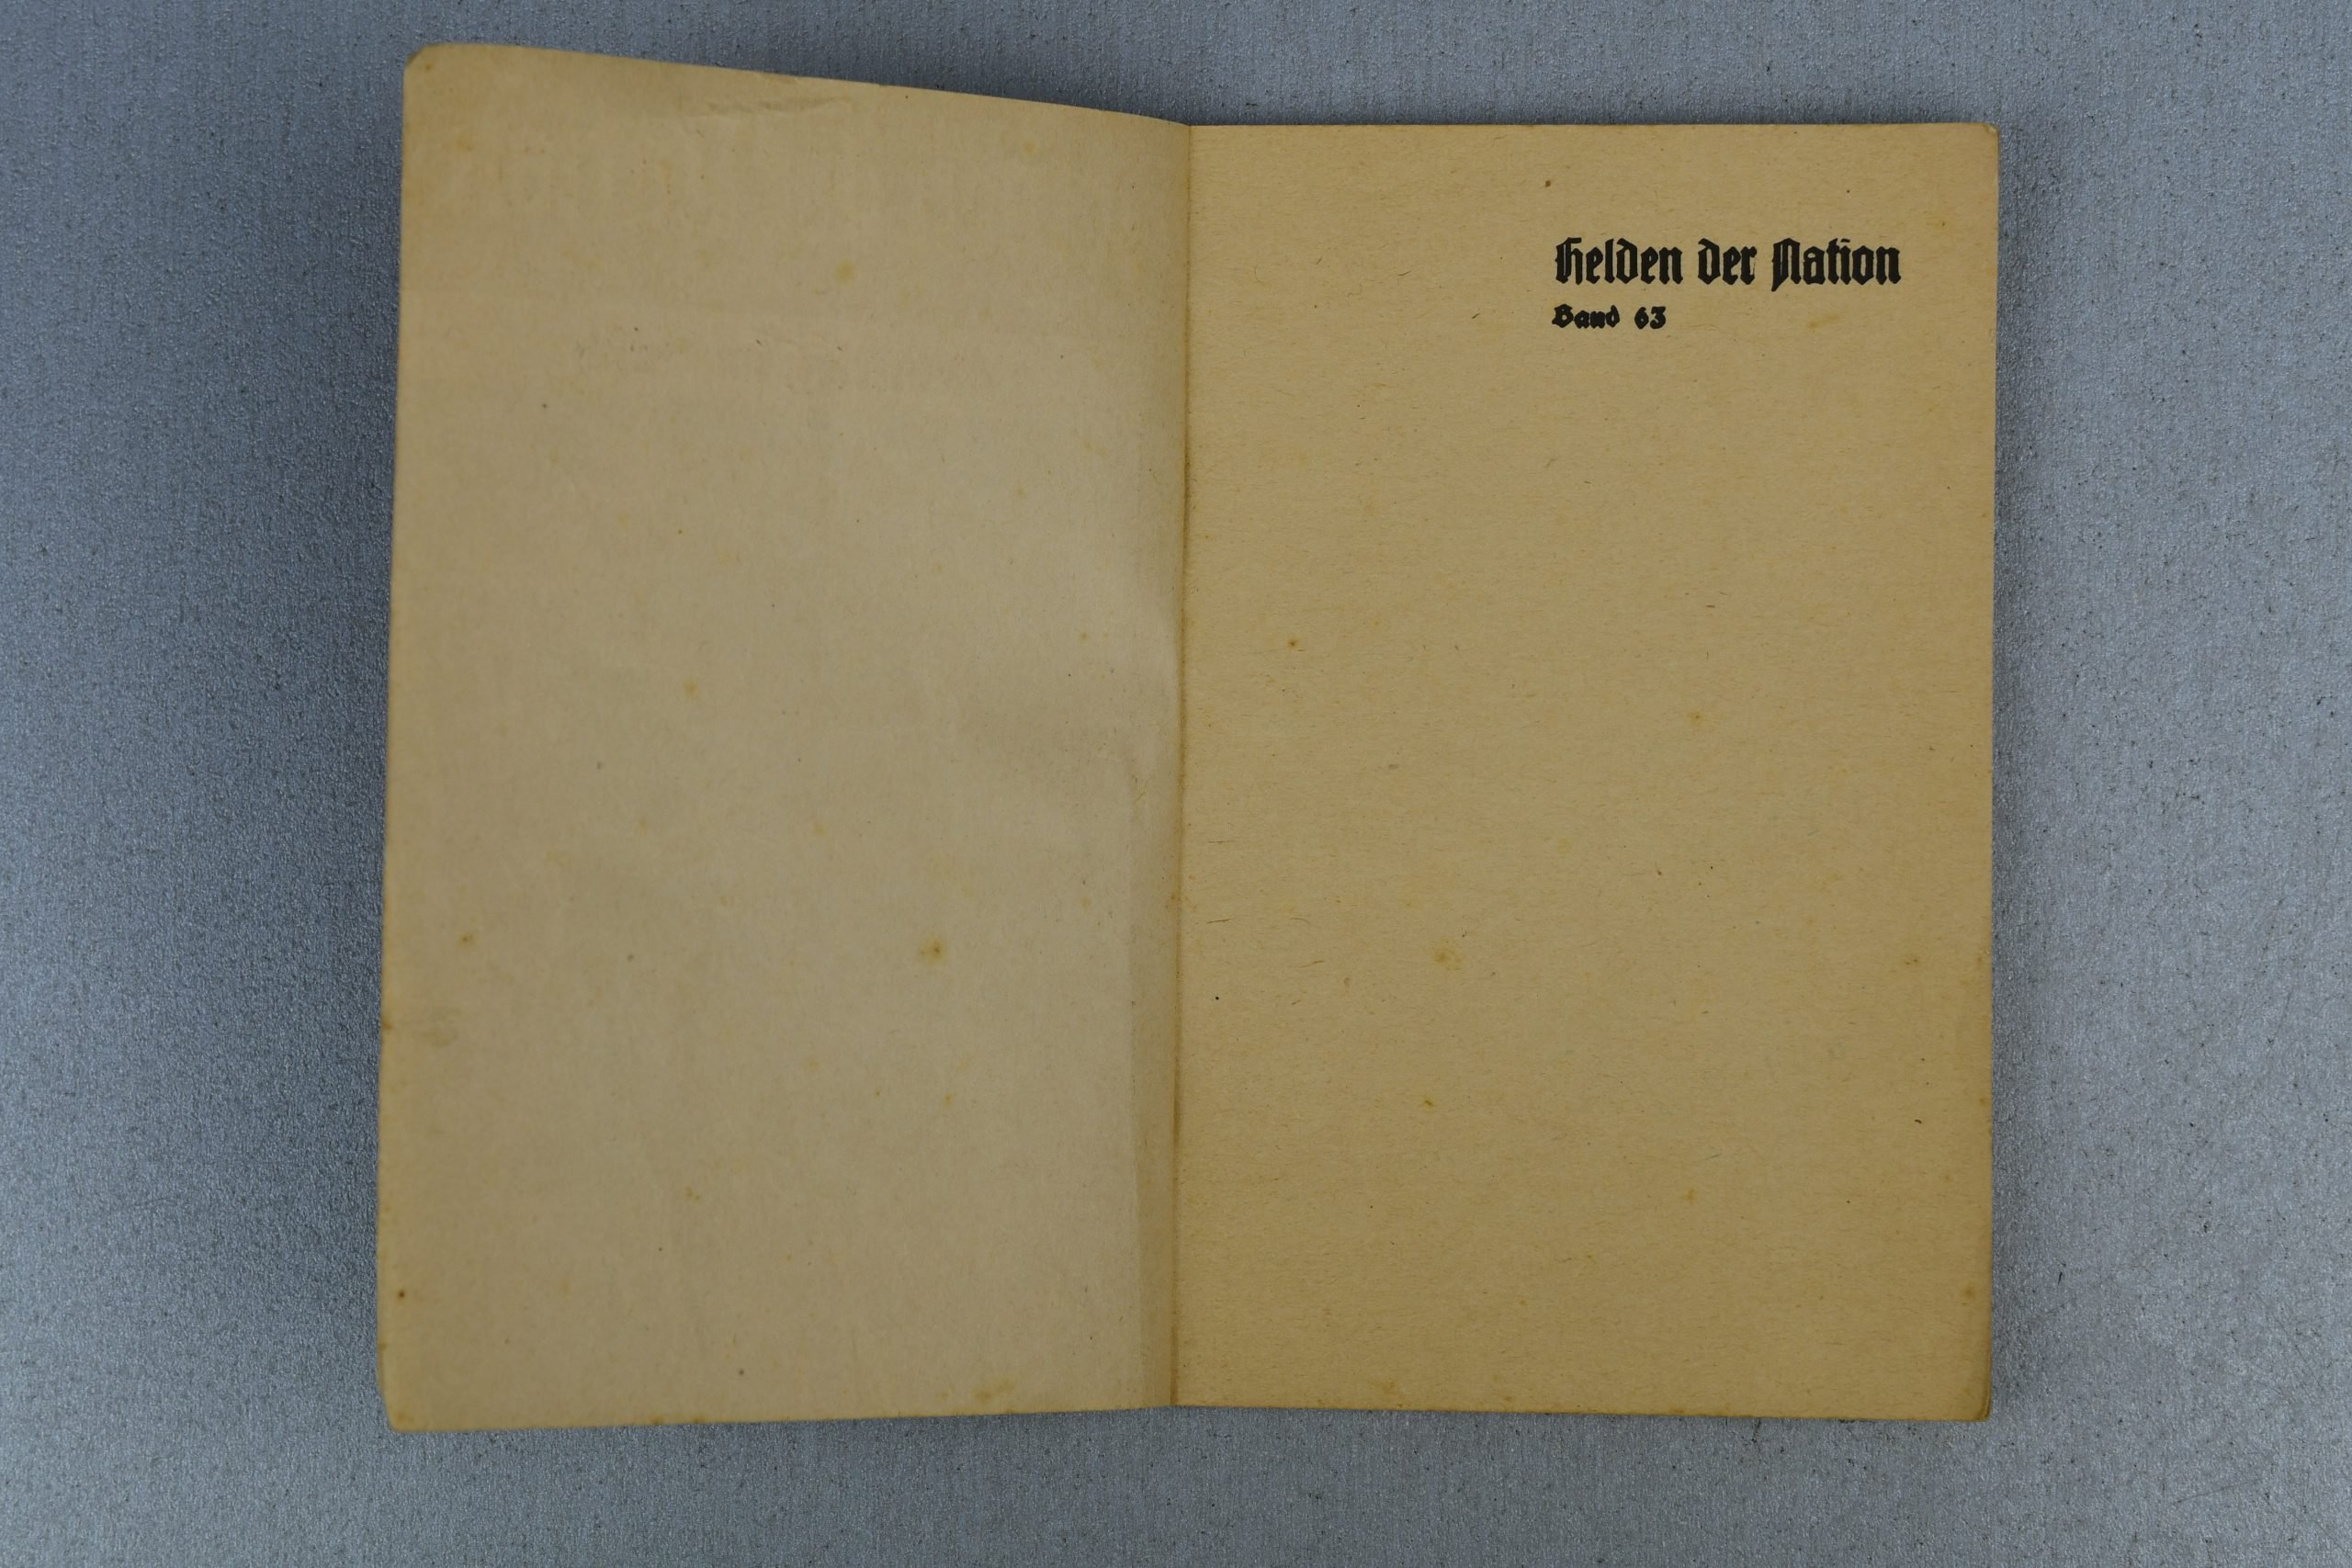 Helden der Nation
Band 63